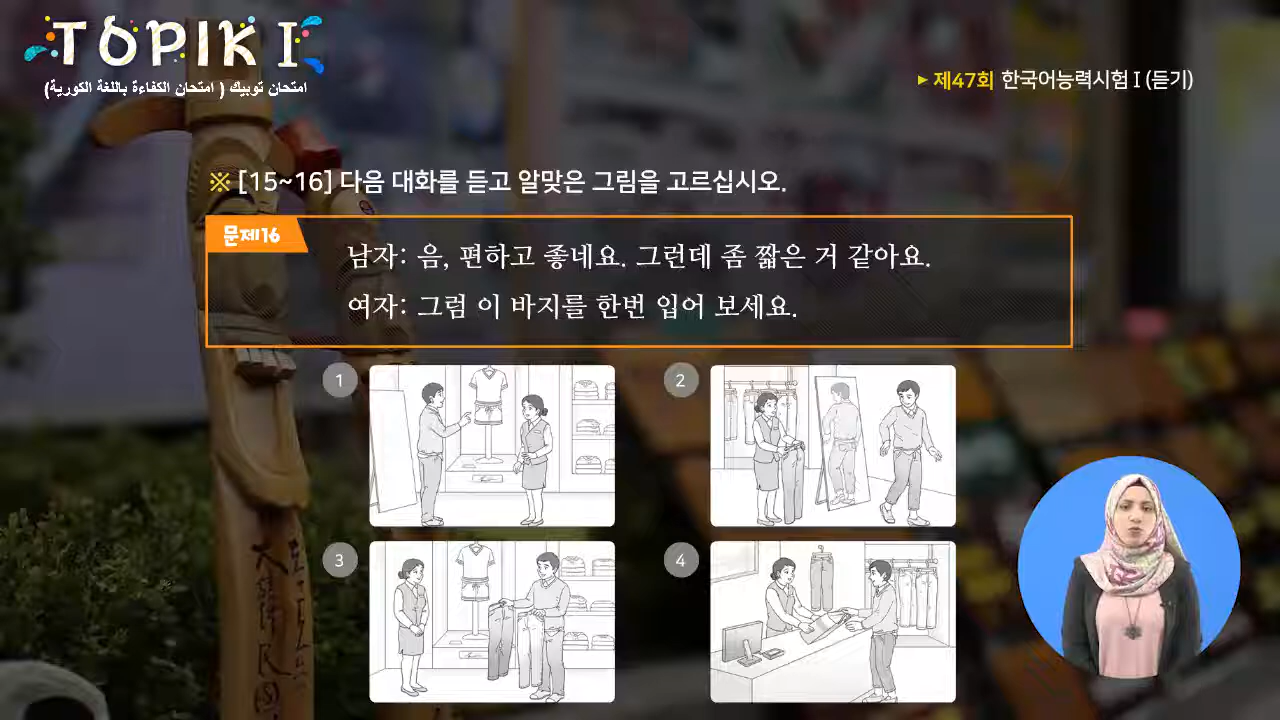 TOPIK I
امتحان توبيك ( امتحان الكفاءة باللغة الكورية)
▶ 제47회 한국어능력시험 I (듣기)
※ [15~16] 다음 대화를 듣고 알맞은 그림을 고르십시오.
문제16
남자: 음, 편하고 좋네요. 그런데 좀 짧은 거 같아요.
여자: 그럼 이 바지를 한번 입어 보세요.
1
2
3
4